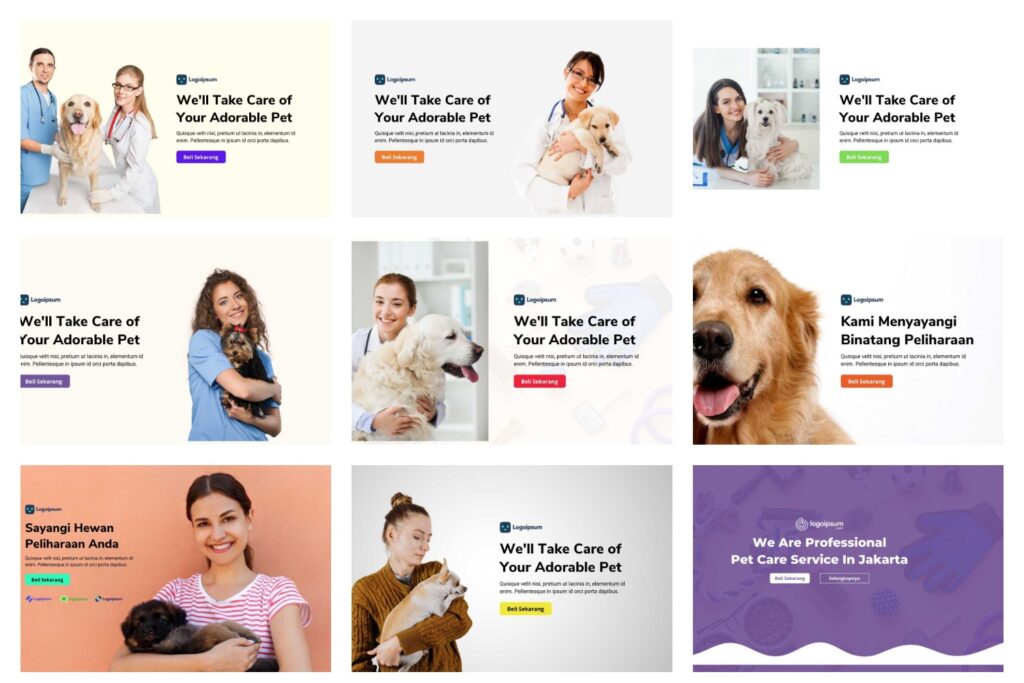 Logoipsum
We'll Take Care of
Your Adorable Pet
Quisque velit nisi, pretium ut lacinia in, elementum id
enim. Pellentesque in ipsum id orci porta dapibus.
Beli Sekarang
Logoipsum
We'll Take Care of
Your Adorable Pet
Quisque velit nisi, pretium ut lacinia in, elementum id
enim. Pellentesque in ipsum id orci porta dapibus.
Beli Sekarang
Logoipsum
We'll Take Care of
Your Adorable Pet
Quisque velit nisi, pretium ut lacinia in, elementum id
enim. Pellentesque in ipsum id orci porta dapibus.
Beli Sekarang
Logoipsum
We'll Take Care of
Your Adorable Pet
Quisque velit nisi, pretium ut lacinia in, elementum id
enim. Pellentesque in ipsum id orci porta dapibus.
Beli Sekarang
Logoipsum
We'll Take Care of
Your Adorable Pet
Quisque velit nisi, pretium ut lacinia in, elementum id
enim. Pellentesque in ipsum id orci porta dapibus.
Beli Sekarang
Logoipsum
Kami Menyayangi
Binatang Peliharaan
Quisque velit nisi, pretium ut lacinia in, elementum id
enim. Pellentesque in ipsum id orci porta dapibus.
Beli Sekarang
Logoipsum
Sayangi Hewan
Peliharaan Anda
Quisque velit nisi, pretium ut lacinia in, elementum id
enim. Pellentesque in ipsum id orci porta dapibus.
Beli Sekarang
Logoipsum logoipsum Logoipsum
Logoipsum
We'll Take Care of
Your Adorable Pet
Quisque velit nisi, pretium ut lacinia in, elementum id
enim. Pellentesque in ipsum id orci porta dapibus.
Beli Sekarang
logoipsum
We Are Professional
Pet Care Service In Jakarta
Beli Sekarang Selengkapnya